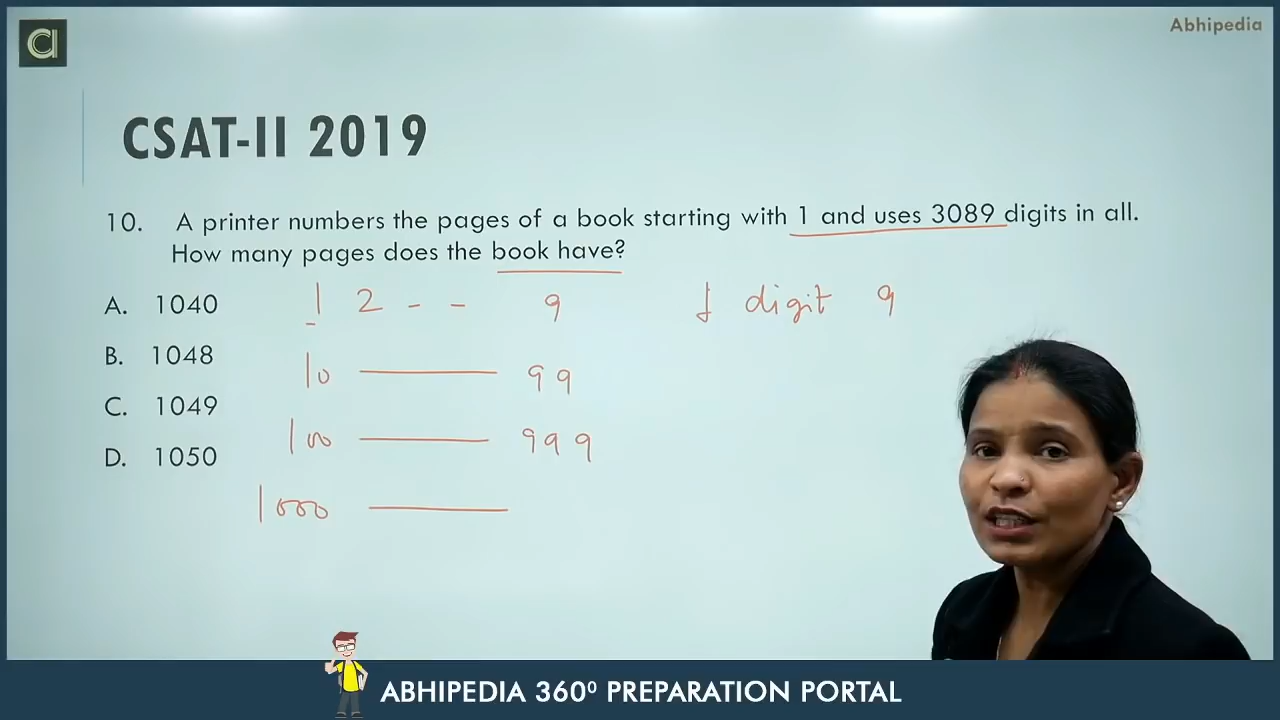 Abhipedia
CSAT-II 2019
10. A printer numbers the pages of a book starting with 1 and uses 3089 digits in all.
How many pages does the book have?
A. 1040
B. 1048
C. 1049
D. 1050
1 2 - - 9
1 digit 9
10 —— 99
100 —— 999
1000 ——
ABHIPEDIA 360⁰ PREPARATION PORTAL